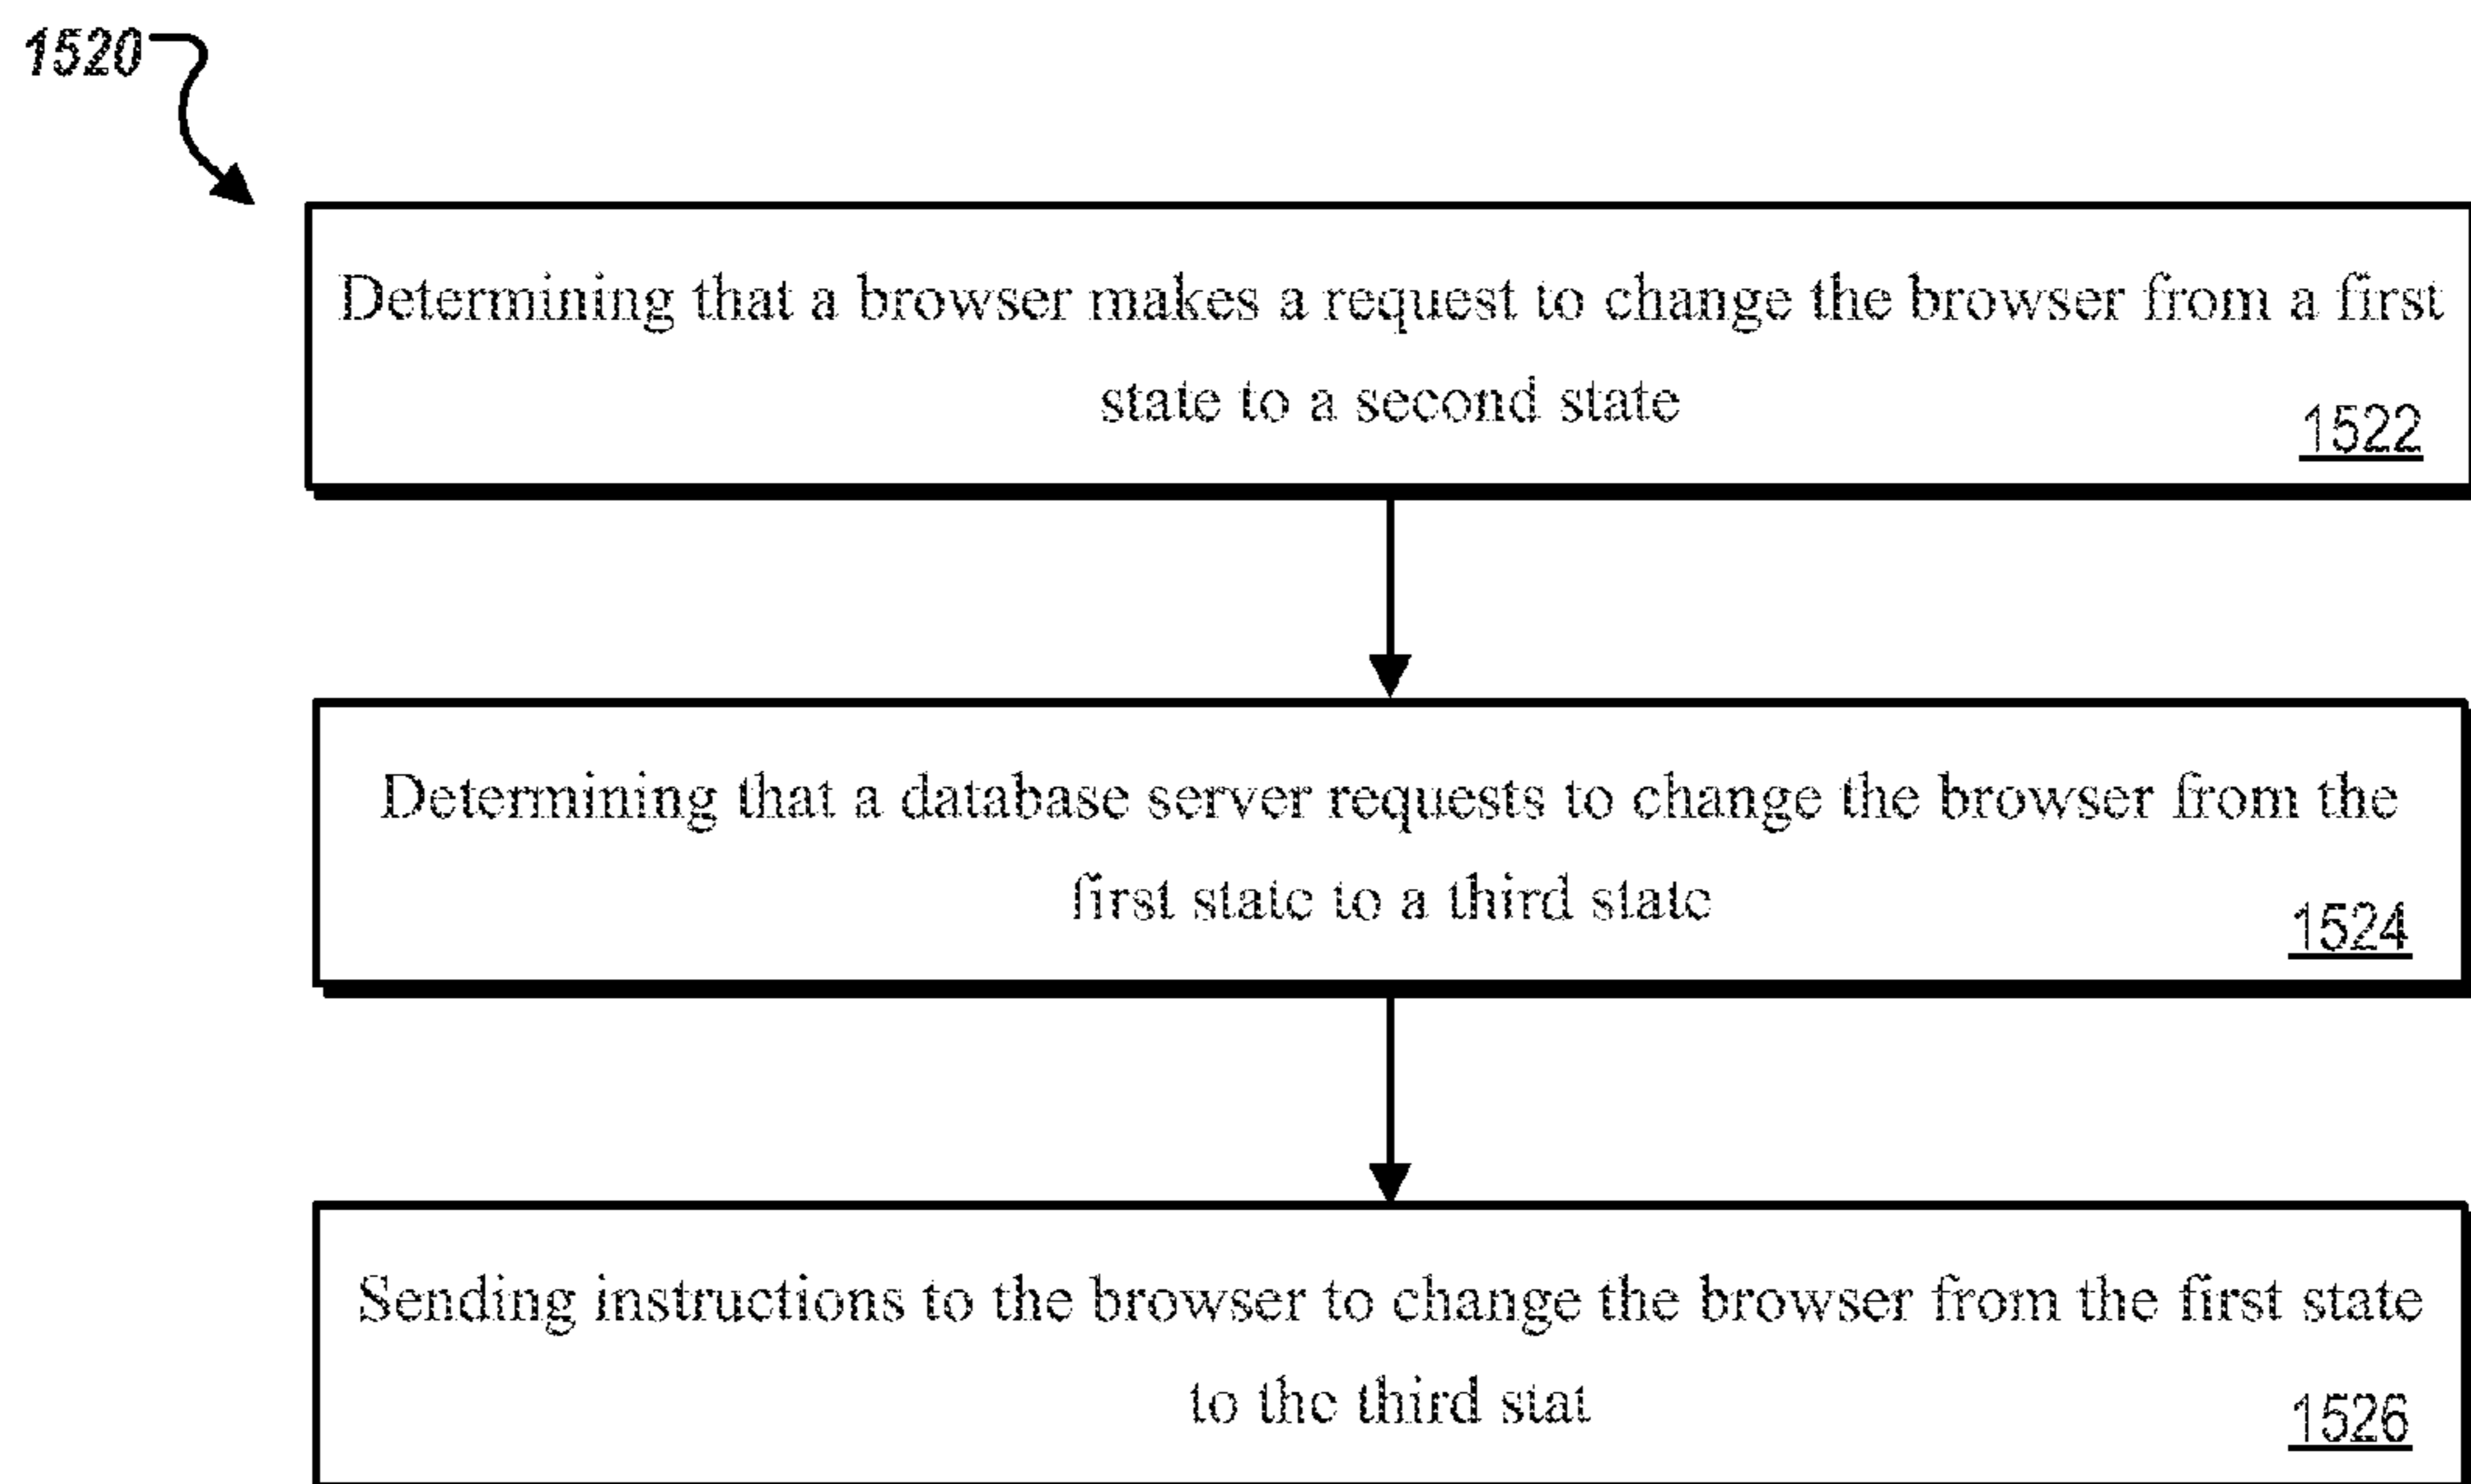 1520
Determining that a browser makes a request to change the browser from a first
state to a second state
1522
Determining that a database server requests to change the browser from the
first state to a third state
1524
Sending instructions to the browser to change the browser from the first state
to the third stat
1526